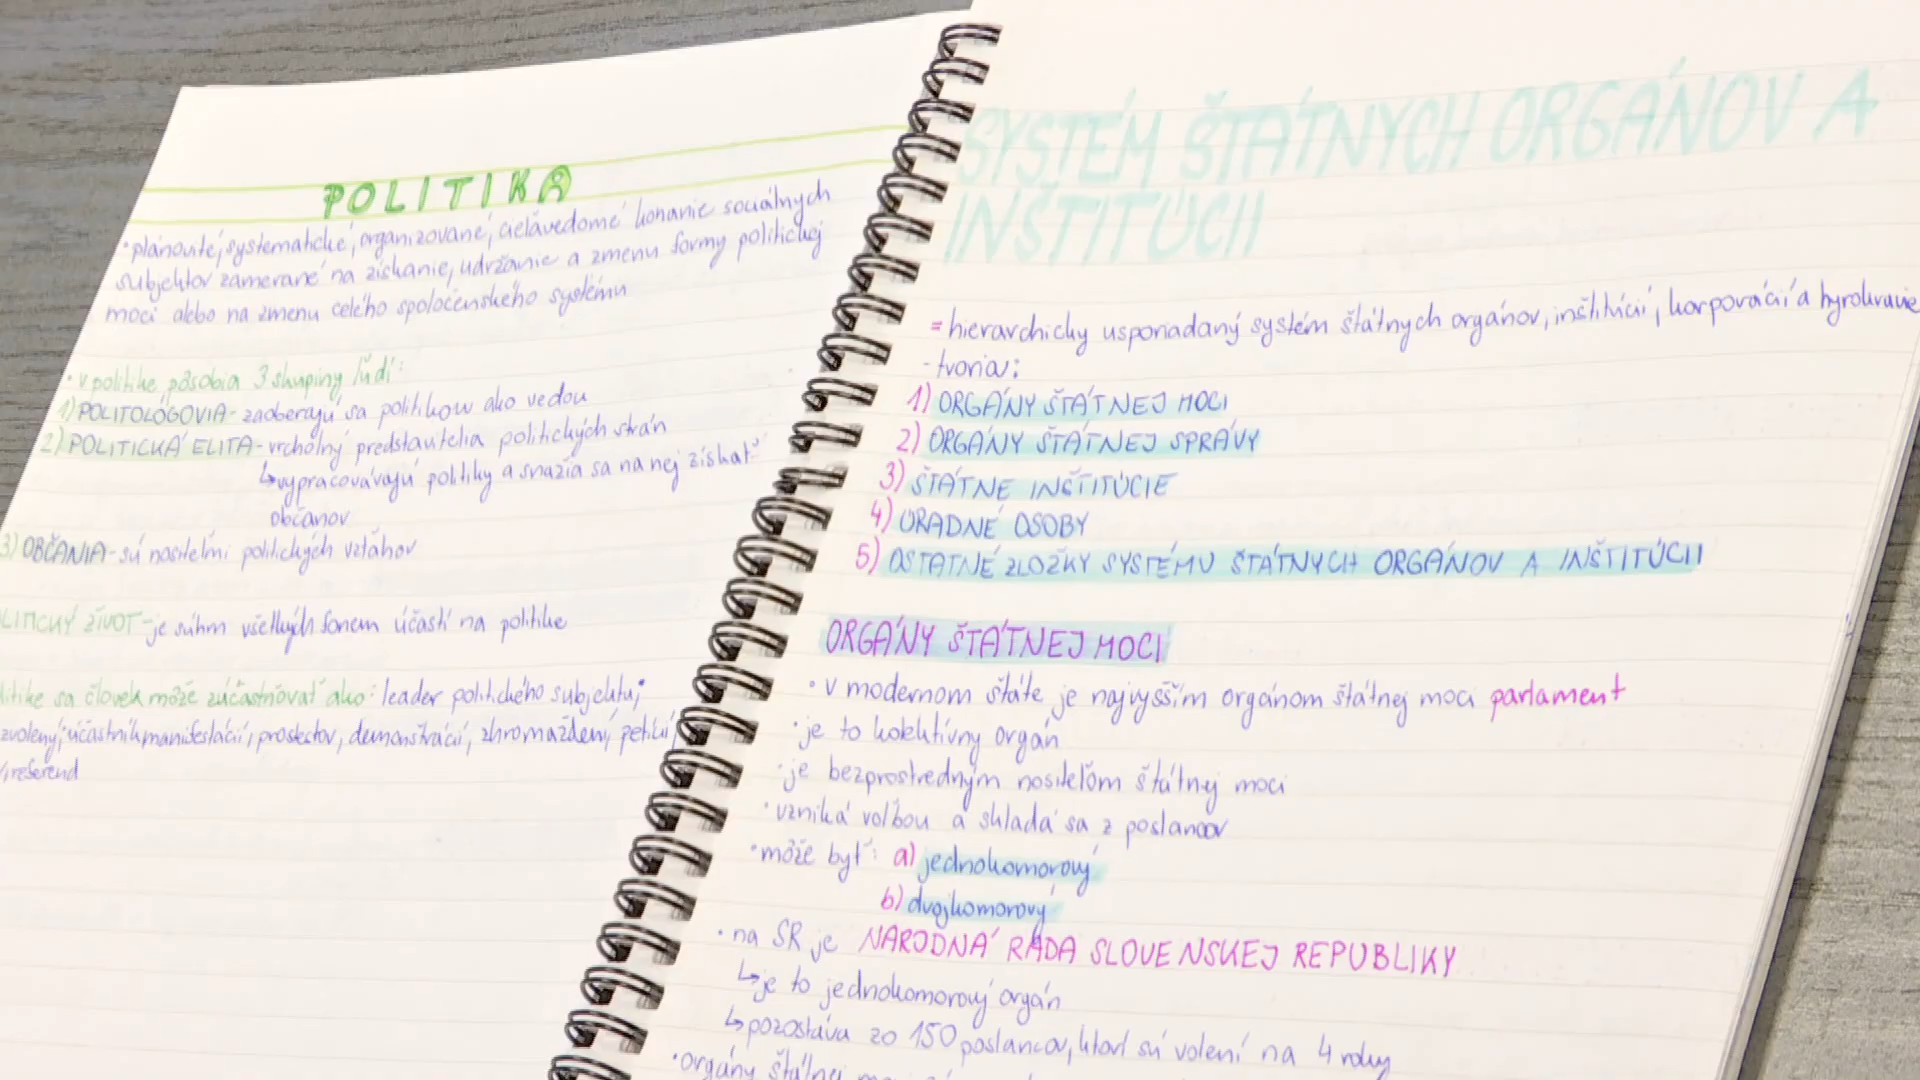 POLITIKA
• plánovité, systematické, organizované, cieľavedomé konanie sociálnych
subjektov zamerané na získanie, udržanie a zmenu formy politickej
moci alebo na zmenu celého spoločenského systému
• v politike pôsobia 3 skupiny ľudí:
1) POLITOLÓGOVIA - zaoberajú sa politikou ako vedou
2) POLITICKÁ ELITA - vrcholný predstavitelia politických strán
↳ vypracovávajú politiky a snažia sa na nej získať
občanov
3) OBČANIA - sú nositeľmi politických vzťahov
LITICKÝ ŽIVOT - je súhrn všetkých foriem účasti na politike
litike sa človek môže zúčastňovať ako: leader politického subjektu,
zvolený, účastník manifestácií, protestov, demonštrácií, zhromaždení, petícií,
referend
SYSTÉM ŠTÁTNYCH ORGÁNOV A
INŠTITÚCII
= hierarchicky usporiadaný systém štátnych orgánov, inštitúcií, korporácií a byrokracie
- tvoria:
1) ORGÁNY ŠTÁTNEJ MOCI
2) ORGÁNY ŠTÁTNEJ SPRÁVY
3) ŠTÁTNE INŠTITÚCIE
4) ÚRADNÉ OSOBY
5) OSTATNÉ ZLOŽKY SYSTÉMU ŠTÁTNYCH ORGÁNOV A INŠTITÚCII
ORGÁNY ŠTÁTNEJ MOCI
• v modernom štáte je najvyšším orgánom štátnej moci parlament
• je to kolektívny orgán
• je bezprostredným nositeľom štátnej moci
• vzniká voľbou a skladá sa z poslancov
• môže byť: a) jednokomorový
b) dvojkomorový
• na SR je NÁRODNÁ RADA SLOVENSKEJ REPUBLIKY
↳ je to jednokomorový orgán
↳ pozostáva zo 150 poslancov, ktorí sú volení na 4 roky
• orgány štátnej moci